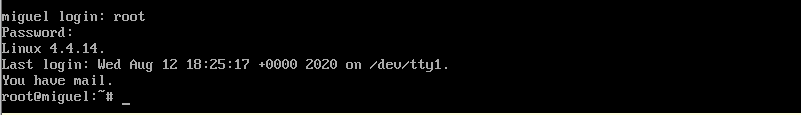 miguel login: root
Password:
Linux 4.4.14.
Last login: Wed Aug 12 18:25:17 +0000 2020 on /dev/tty1.
You have mail.
root@miguel:~# _